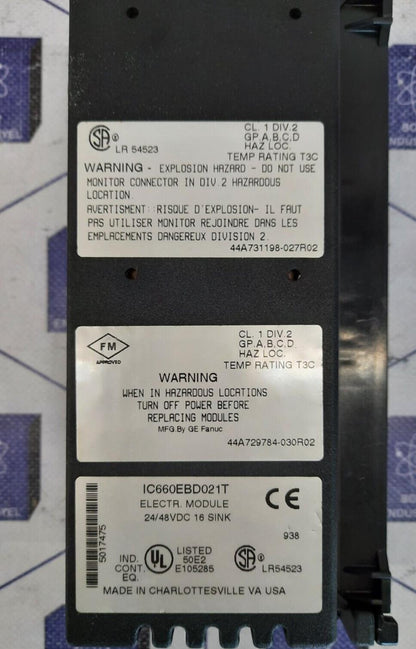 SA ® LR 54523
CL. 1 DIV.2
GP.A,B,C,D
HAZ LOC.
TEMP RATING T3C
WARNING - EXPLOSION HAZARD - DO NOT USE
MONITOR CONNECTOR IN DIV 2 HAZARDOUS
LOCATION.
AVERTISMENT: RISQUE D'EXPLOSION- IL FAUT
PAS UTILISER MONITOR REJOINDRE DANS LES
EMPLACEMENTS DANGEREUX DIVISION 2.
44A731198-027R02
FM
APPROVED
CL. 1 DIV.2
GP.A,B,C,D.
HAZ LOC.
TEMP RATING T3C
WARNING
WHEN IN HAZARDOUS LOCATIONS
TURN OFF POWER BEFORE
REPLACING MODULES
MFG.By GE Fanuc
44A729784-030R02
5017475
IC660EBD021T
ELECTR. MODULE
24/48VDC 16 SINK
CE
938
IND.
CONT.
EQ.
UL
LISTED
50E2
E105285
SA ® LR54523
MADE IN CHARLOTTESVILLE VA USA